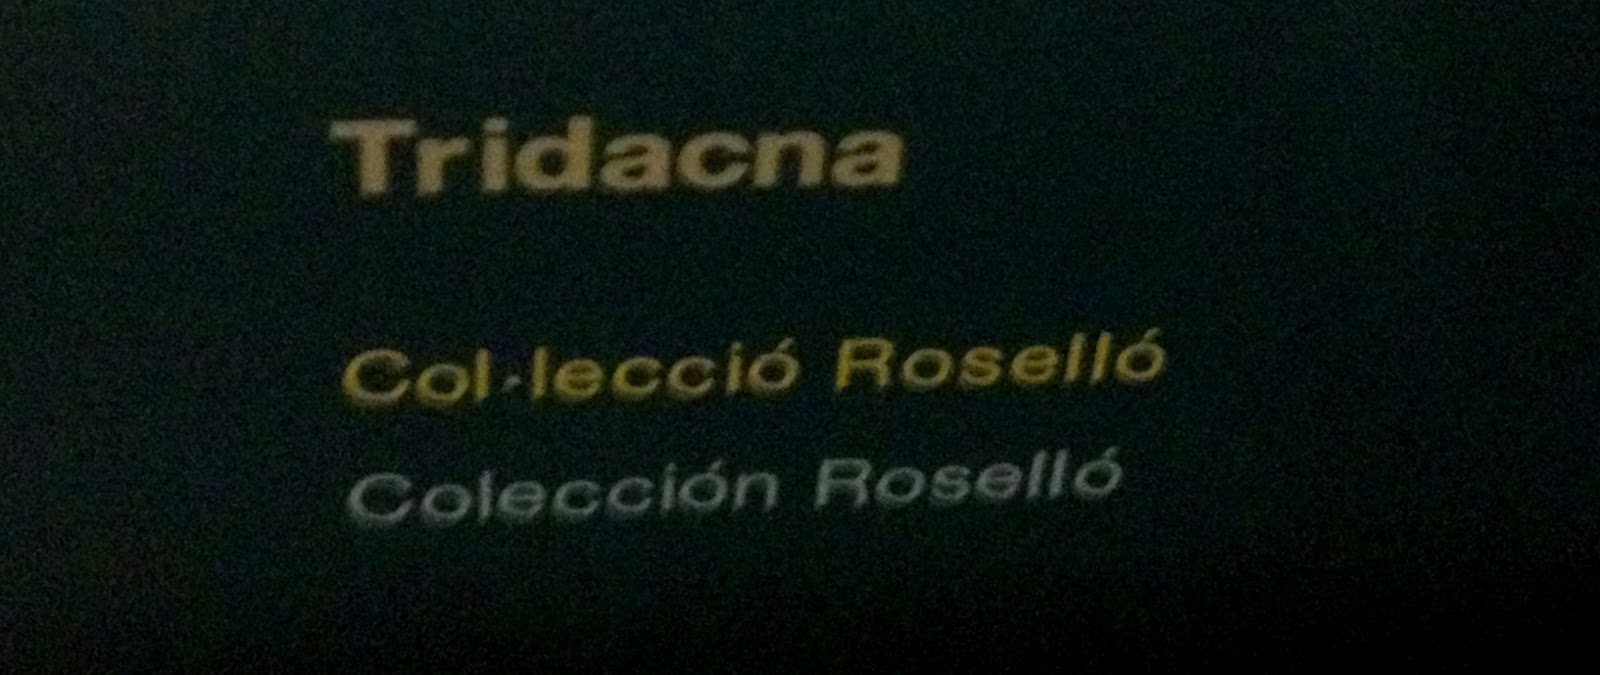 Tridacna
Col·lecció Roselló
Colección Roselló